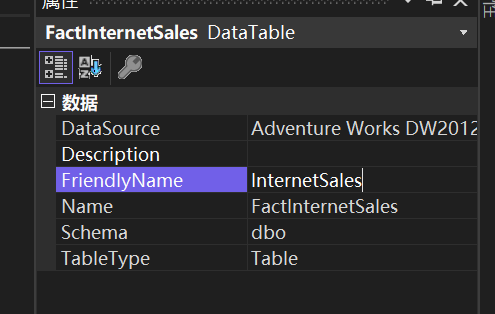 属性
FactInternetSales DataTable
数据
DataSource Adventure Works DW2012
Description
FriendlyName InternetSales
Name FactInternetSales
Schema dbo
TableType Table